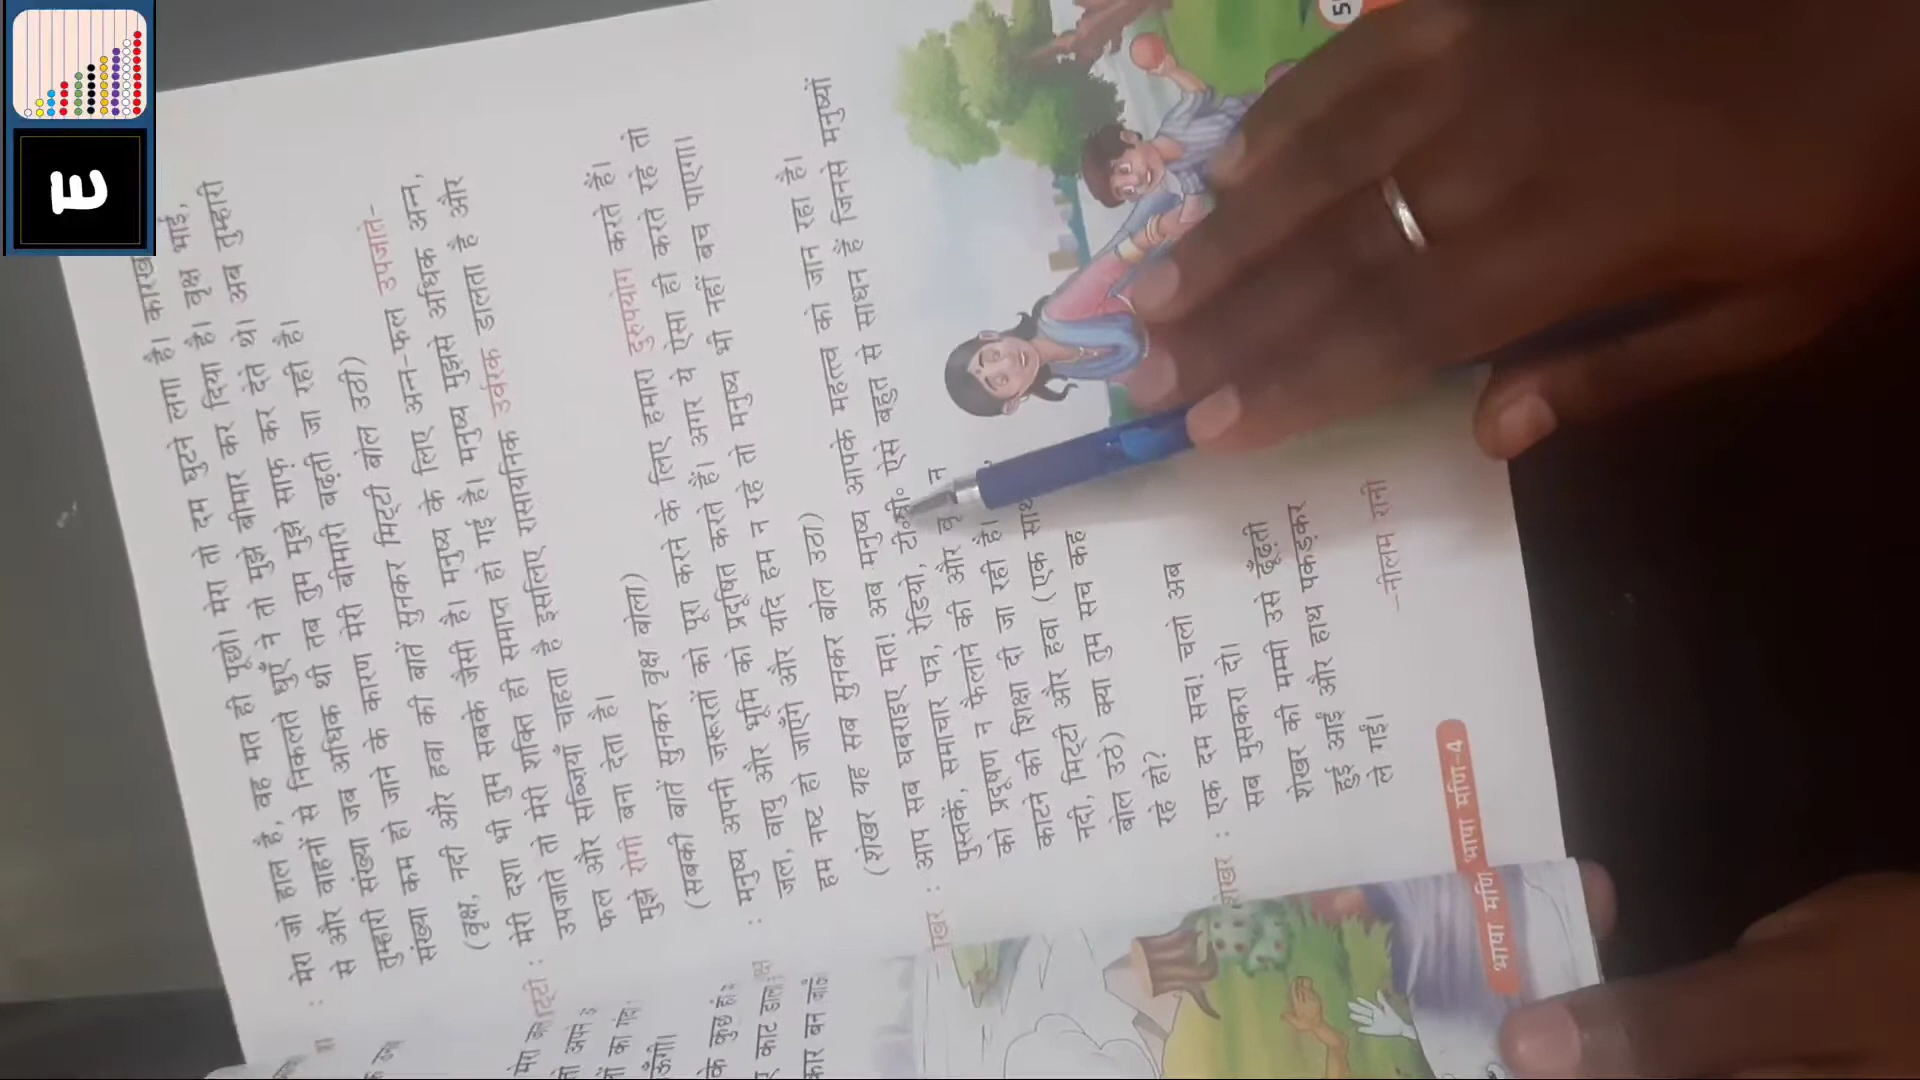 : मेरा जो हाल है, वह मत ही पूछो। मेरा तो दम घुटने लगा है।
से और वाहनों से निकलते धुएँ ने तो मुझे बीमार कर दिया है। वृक्ष भाई,
तुम्हारी संख्या जब अधिक थी तब तुम मुझे साफ़ कर देते थे। अब तुम्हारी
संख्या कम हो जाने के कारण मेरी बीमारी बढ़ती जा रही है।
(वृक्ष, नदी और हवा की बातें सुनकर मिट्टी बोल उठी)
: मेरी दशा भी तुम सबके जैसी है। मनुष्य के लिए अन्न-फल उपजाते-
उपजाते तो मेरी शक्ति ही समाप्त हो गई है। मनुष्य मुझसे अधिक अन्न,
फल और सब्ज़ियाँ चाहता है इसलिए रासायनिक उर्वरक डालता है और
मुझे रोगी बना देता है।
(सबकी बातें सुनकर वृक्ष बोला)
: मनुष्य अपनी ज़रूरतों को पूरा करने के लिए हमारा दुरुपयोग करते हैं।
जल, वायु और भूमि को प्रदूषित करते हैं। अगर ये ऐसा ही करते रहे तो
हम नष्ट हो जाएँगे और यदि हम न रहे तो मनुष्य भी नहीं बच पाएगा।
(शेखर यह सब सुनकर बोल उठा)
: आप सब घबराइए मत! अब मनुष्य आपके महत्त्व को जान रहा है।
पुस्तकें, समाचार पत्र, रेडियो, टी॰वी॰ ऐसे बहुत से साधन हैं जिनसे मनुष्यों
को प्रदूषण न फैलाने की और न
काटने की शिक्षा दी जा रही है।
नदी, मिट्टी और हवा (एक साथ
बोल उठे) क्या तुम सच कह
रहे हो?
शेखर : एक दम सच! चलो अब
सब मुसकरा दो।
शेखर की मम्मी उसे ढूँढ़ती
हुई आईं और हाथ पकड़कर
ले गईं।
–नीलम रानी
भाषा मणि भाषा मणि-4